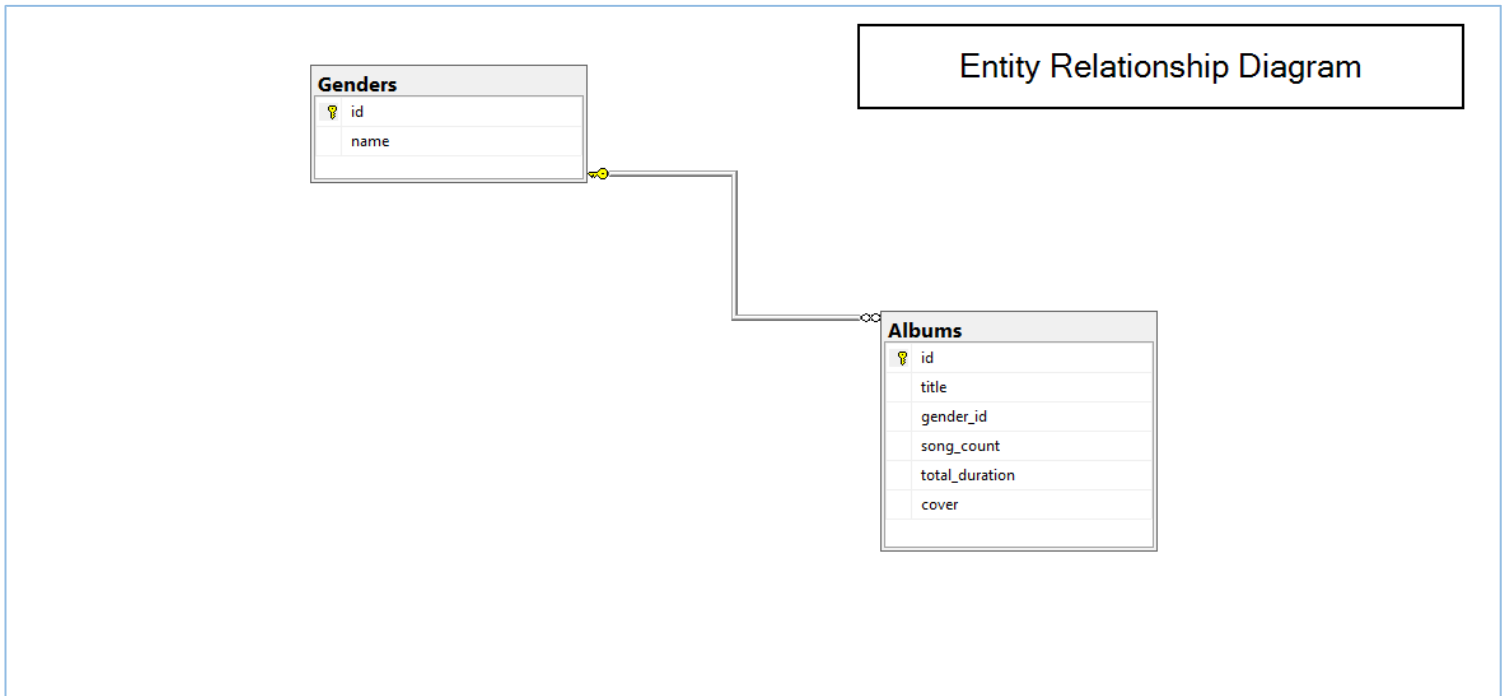 Entity Relationship Diagram
Genders
id
name
Albums
id
title
gender_id
song_count
total_duration
cover